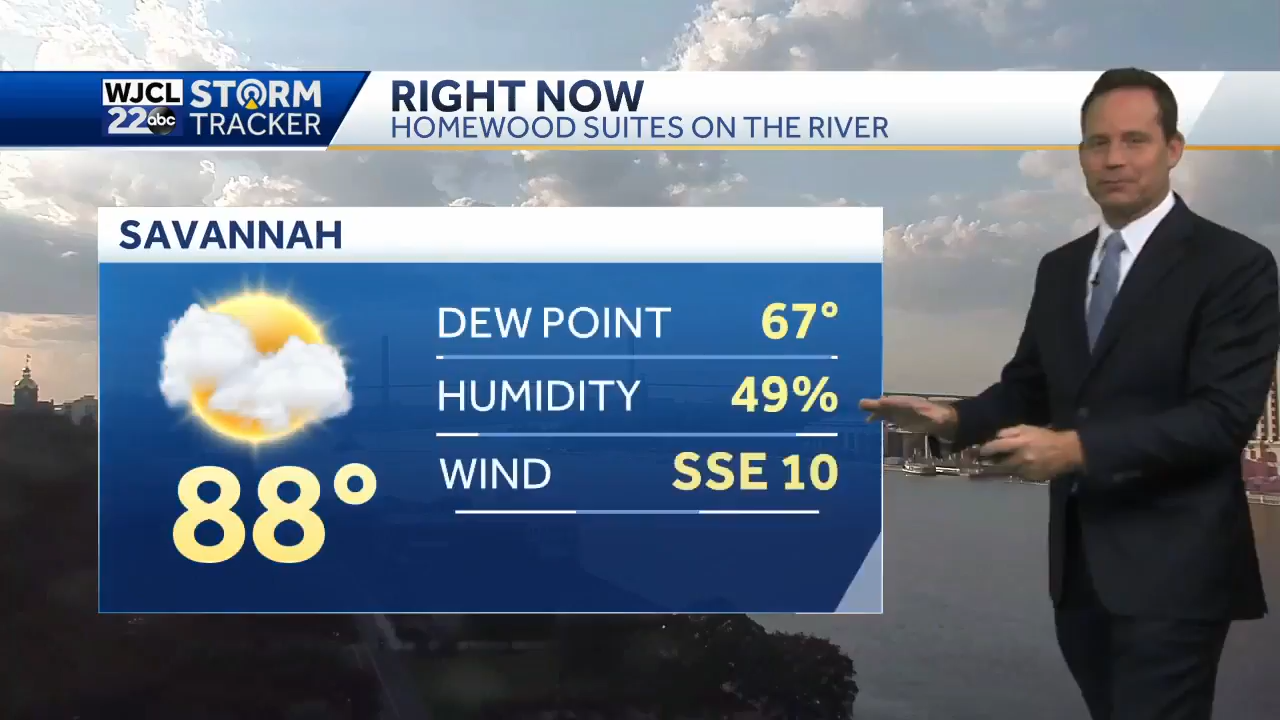 WJCL
22 abc
STORM
TRACKER
RIGHT NOW
HOMEWOOD SUITES ON THE RIVER
SAVANNAH
88°
DEW POINT 67°
HUMIDITY 49%
WIND SSE 10